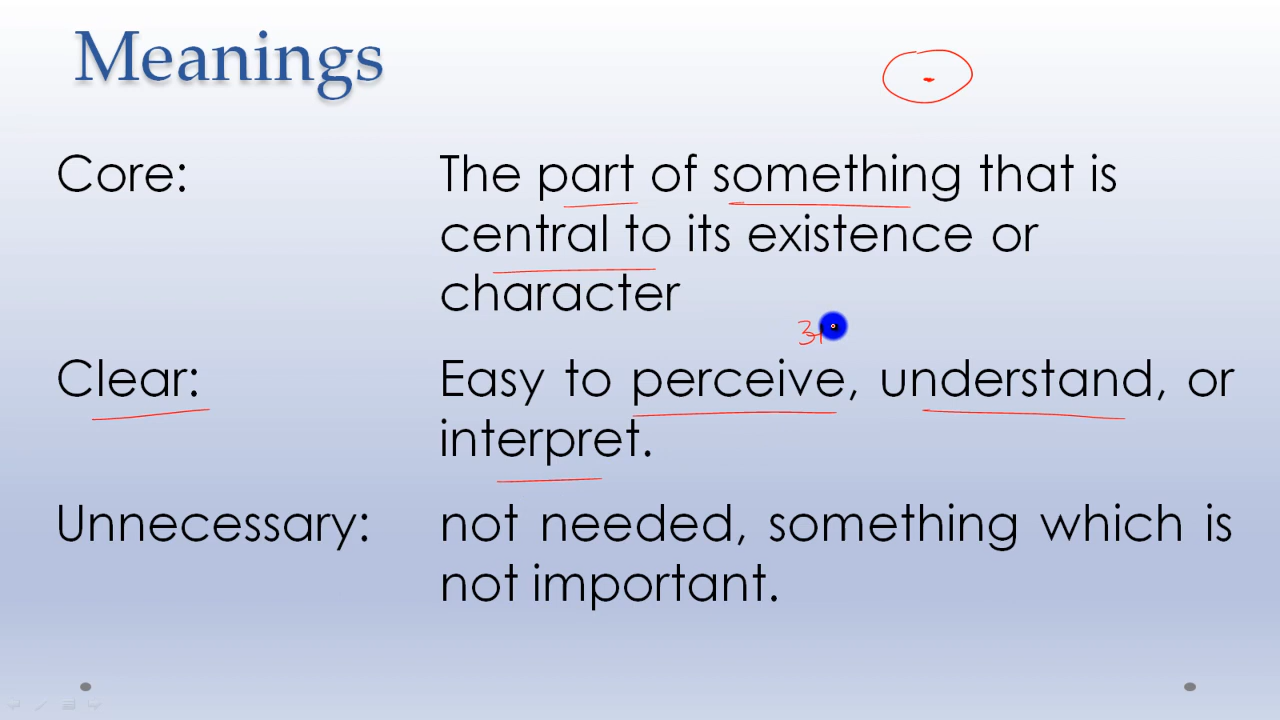 Meanings
Core: The part of something that is
central to its existence or
character
Clear: Easy to perceive, understand, or
interpret.
Unnecessary: not needed, something which is
not important.